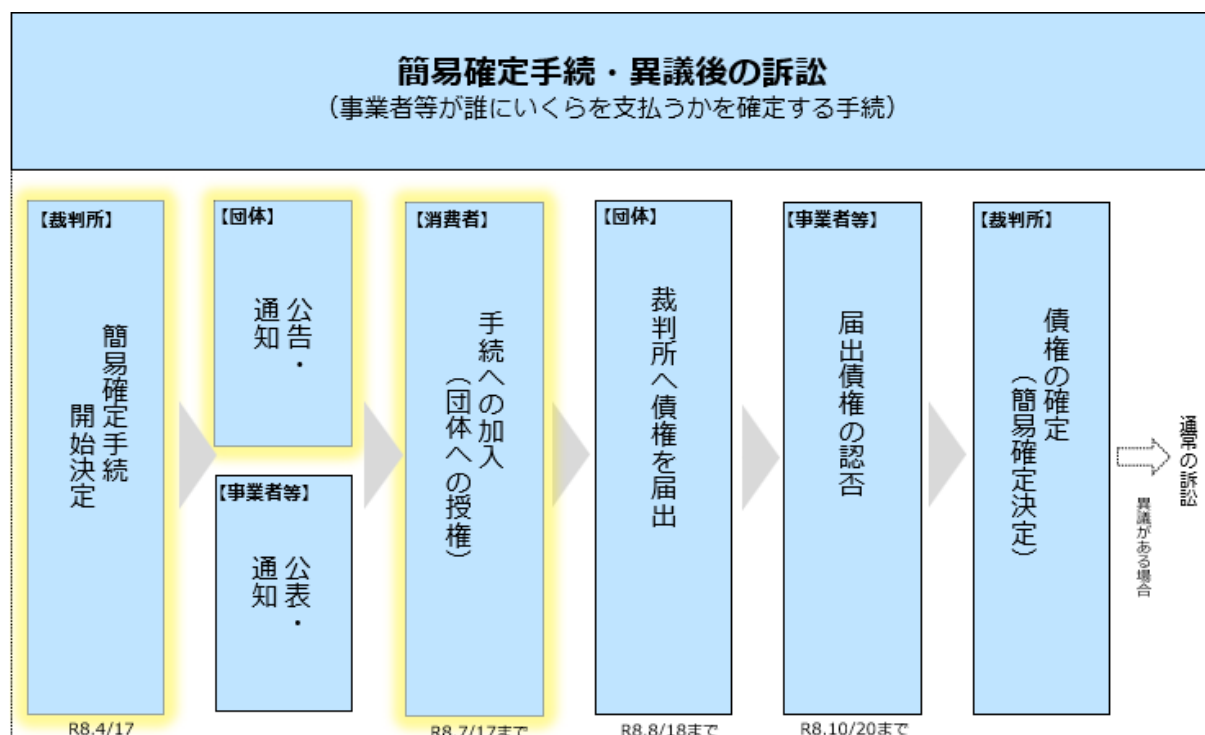 簡易確定手続・異議後の訴訟
（事業者等が誰にいくらを支払うかを確定する手続）
【裁判所】
簡易確定手続
開始決定
R8.4/17
【団体】
公告・
通知
【事業者等】
公表・
通知
【消費者】
手続への加入
（団体への授権）
R8.7/17まで
【団体】
裁判所へ債権を届出
R8.8/18まで
【事業者等】
届出債権の認否
R8.10/20まで
【裁判所】
債権の確定
（簡易確定決定）
通常の訴訟
異議がある場合